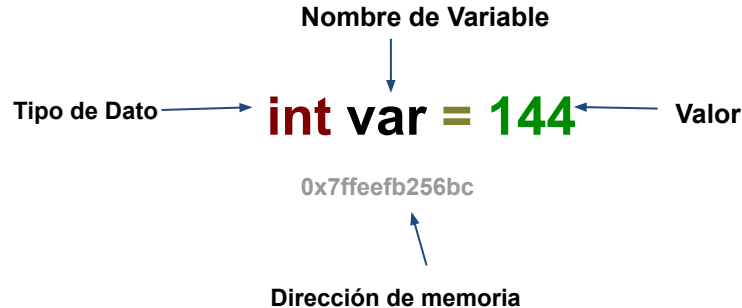 Nombre de Variable
Tipo de Dato
int var = 144
Valor
0x7ffeefb256bc
Dirección de memoria